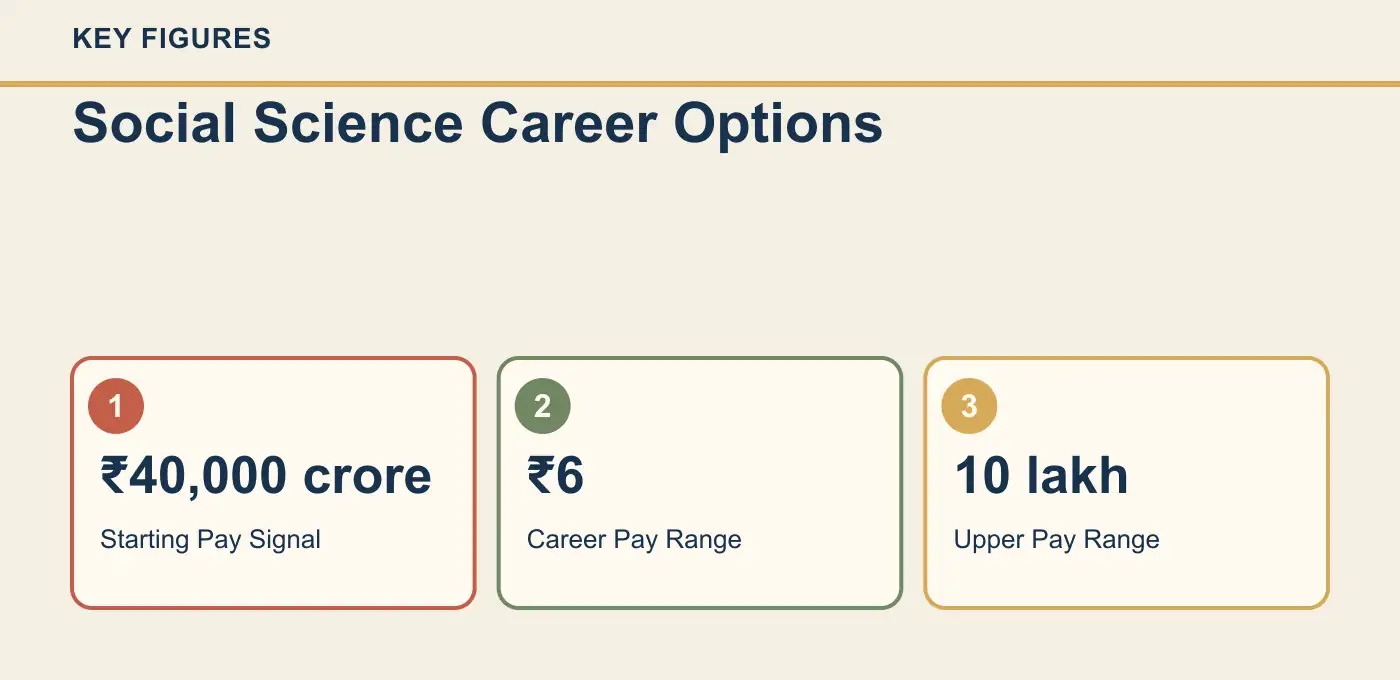 KEY FIGURES
Social Science Career Options
1
₹40,000 crore
Starting Pay Signal
2
₹6
Career Pay Range
3
10 lakh
Upper Pay Range